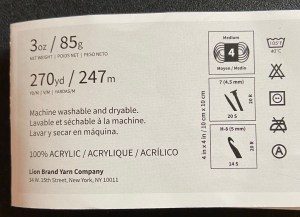 3oz / 85g
NET WEIGHT / POIDS NET / PESO NETO
270yd / 247m
Machine washable and dryable.
Lavable et séchable à la machine.
Lavar y secar en máquina.
100% ACRYLIC / ACRYLIQUE / ACRÍLICO
Lion Brand Yarn Company
34 W. 15th Street, New York, NY 10011
Medium
4
Moyen / Medio
4 in x 4 in / 10 cm x 10 cm
7 (4.5 mm)
20 S
H-8 (5 mm)
14 S
40°C
A